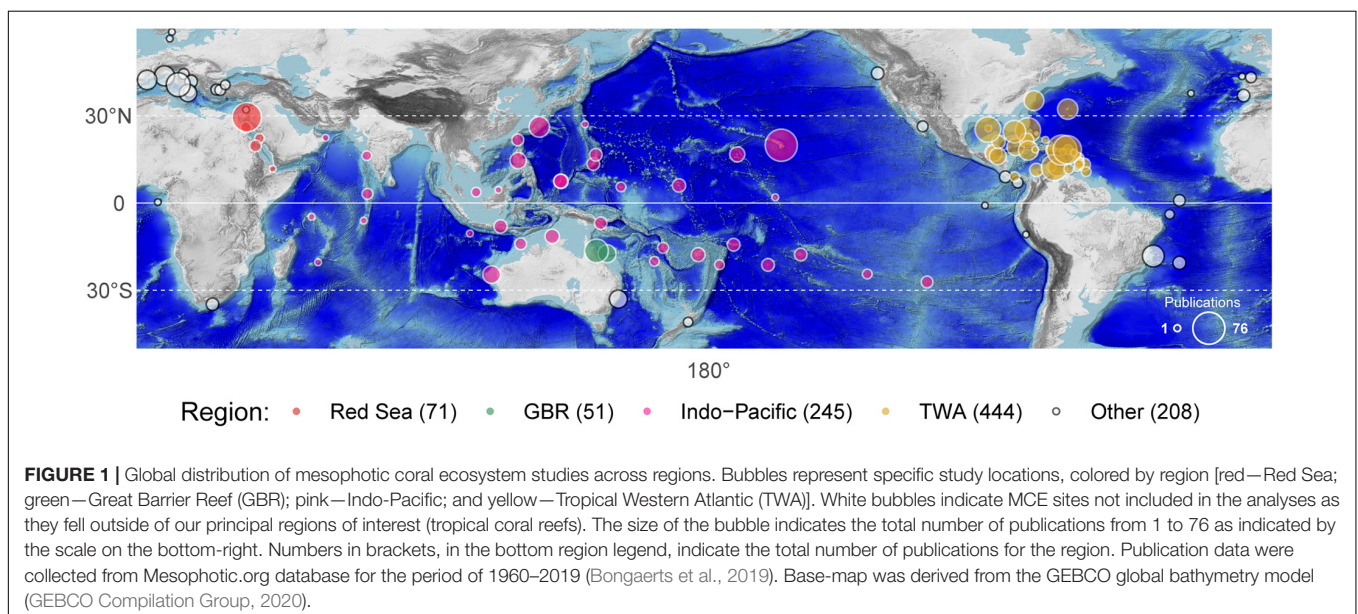 30°N
0
30°S
Publications
1 76
180°
Region: Red Sea (71) GBR (51) Indo−Pacific (245) TWA (444) Other (208)
FIGURE 1 | Global distribution of mesophotic coral ecosystem studies across regions. Bubbles represent specific study locations, colored by region [red—Red Sea;
green—Great Barrier Reef (GBR); pink—Indo-Pacific; and yellow—Tropical Western Atlantic (TWA)]. White bubbles indicate MCE sites not included in the analyses as
they fell outside of our principal regions of interest (tropical coral reefs). The size of the bubble indicates the total number of publications from 1 to 76 as indicated by
the scale on the bottom-right. Numbers in brackets, in the bottom region legend, indicate the total number of publications for the region. Publication data were
collected from Mesophotic.org database for the period of 1960–2019 (Bongaerts et al., 2019). Base-map was derived from the GEBCO global bathymetry model
(GEBCO Compilation Group, 2020).